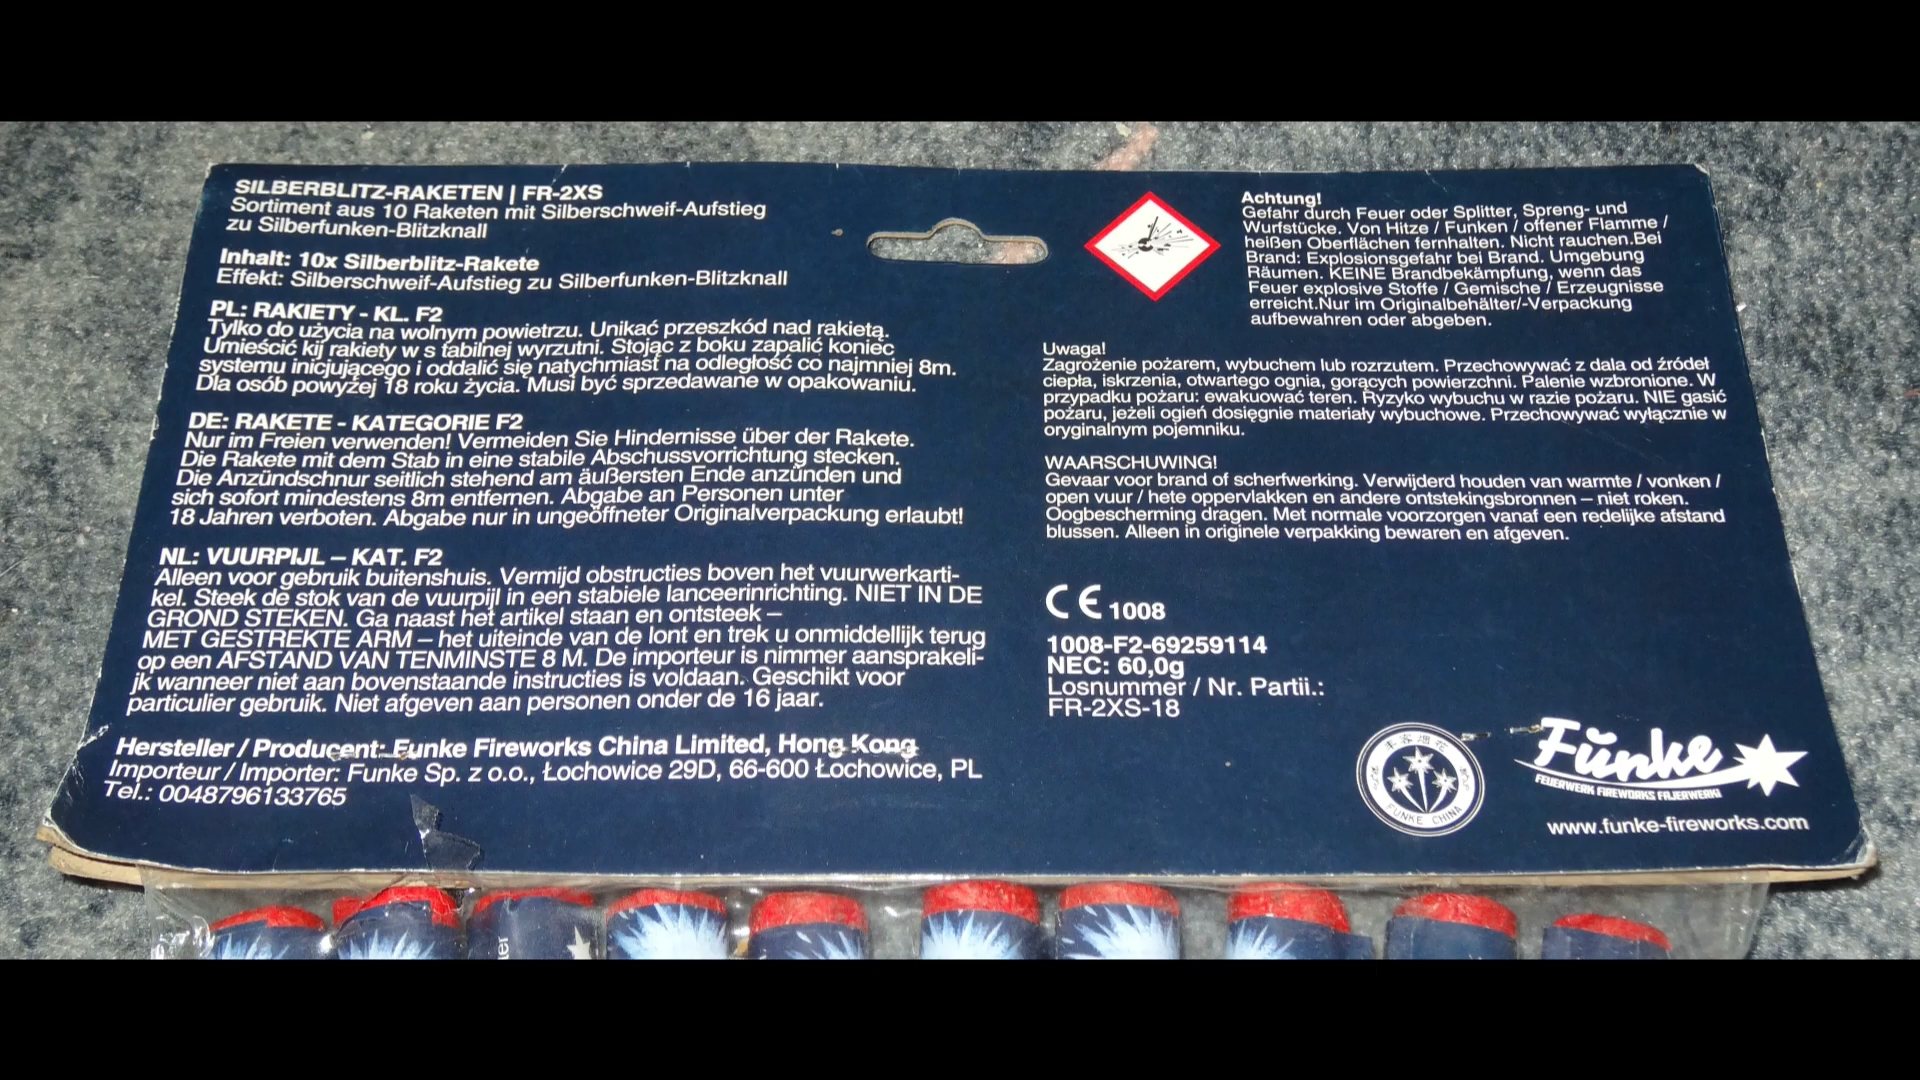 SILBERBLITZ-RAKETEN | FR-2XS
Sortiment aus 10 Raketen mit Silberschweif-Aufstieg
zu Silberfunken-Blitzknall
Inhalt: 10x Silberblitz-Rakete
Effekt: Silberschweif-Aufstieg zu Silberfunken-Blitzknall
PL: RAKIETY - KL. F2
Tylko do użycia na wolnym powietrzu. Unikać przeszkód nad rakietą.
Umieścić kij rakiety w s tabilnej wyrzutni. Stojąc z boku zapalić koniec
systemu inicjującego i oddalić się natychmiast na odległość co najmniej 8m.
Dla osób powyżej 18 roku życia. Musi być sprzedawane w opakowaniu.
DE: RAKETE - KATEGORIE F2
Nur im Freien verwenden! Vermeiden Sie Hindernisse über der Rakete.
Die Rakete mit dem Stab in eine stabile Abschussvorrichtung stecken.
Die Anzündschnur seitlich stehend am äußersten Ende anzünden und
sich sofort mindestens 8m entfernen. Abgabe an Personen unter
18 Jahren verboten. Abgabe nur in ungeöffneter Originalverpackung erlaubt!
NL: VUURPIJL – KAT. F2
Alleen voor gebruik buitenshuis. Vermijd obstructies boven het vuurwerkarti-
kel. Steek de stok van de vuurpijl in een stabiele lanceerinrichting. NIET IN DE
GROND STEKEN. Ga naast het artikel staan en ontsteek –
MET GESTREKTE ARM – het uiteinde van de lont en trek u onmiddellijk terug
op een AFSTAND VAN TENMINSTE 8 M. De importeur is nimmer aansprakeli-
jk wanneer niet aan bovenstaande instructies is voldaan. Geschikt voor
particulier gebruik. Niet afgeven aan personen onder de 16 jaar.
Hersteller / Producent: Funke Fireworks China Limited, Hong Kong
Importeur / Importer: Funke Sp. z o.o., Łochowice 29D, 66-600 Łochowice, PL
Tel.: 0048796133765
Achtung!
Gefahr durch Feuer oder Splitter, Spreng- und
Wurfstücke. Von Hitze / Funken / offener Flamme /
heißen Oberflächen fernhalten. Nicht rauchen.Bei
Brand: Explosionsgefahr bei Brand. Umgebung
Räumen. KEINE Brandbekämpfung, wenn das
Feuer explosive Stoffe / Gemische / Erzeugnisse
erreicht.Nur im Originalbehälter/-Verpackung
aufbewahren oder abgeben.
Uwaga!
Zagrożenie pożarem, wybuchem lub rozrzutem. Przechowywać z dala od źródeł
ciepła, iskrzenia, otwartego ognia, gorących powierzchni. Palenie wzbronione. W
przypadku pożaru: ewakuować teren. Ryzyko wybuchu w razie pożaru. NIE gasić
pożaru, jeżeli ogień dosięgnie materiały wybuchowe. Przechowywać wyłącznie w
oryginalnym pojemniku.
WAARSCHUWING!
Gevaar voor brand of scherfwerking. Verwijderd houden van warmte / vonken /
open vuur / hete oppervlakken en andere ontstekingsbronnen – niet roken.
Oogbescherming dragen. Met normale voorzorgen vanaf een redelijke afstand
blussen. Alleen in originele verpakking bewaren en afgeven.
CE 1008
1008-F2-69259114
NEC: 60,0g
Losnummer / Nr. Partii.:
FR-2XS-18
FUNKE CHINA
Funke
FEUERWERK FIREWORKS FAJERWERKI
www.funke-fireworks.com